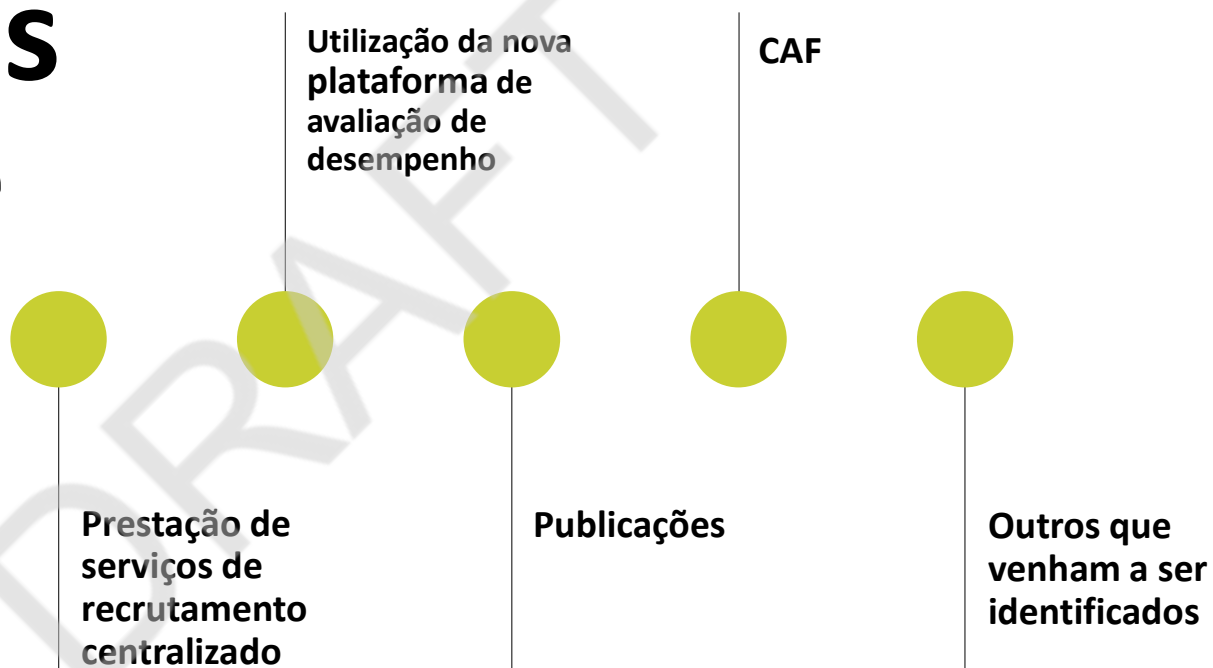 s
Utilização da nova
plataforma de
avaliação de
desempenho
CAF
Prestação de
serviços de
recrutamento
centralizado
Publicações
Outros que
venham a ser
identificados
DRAFT